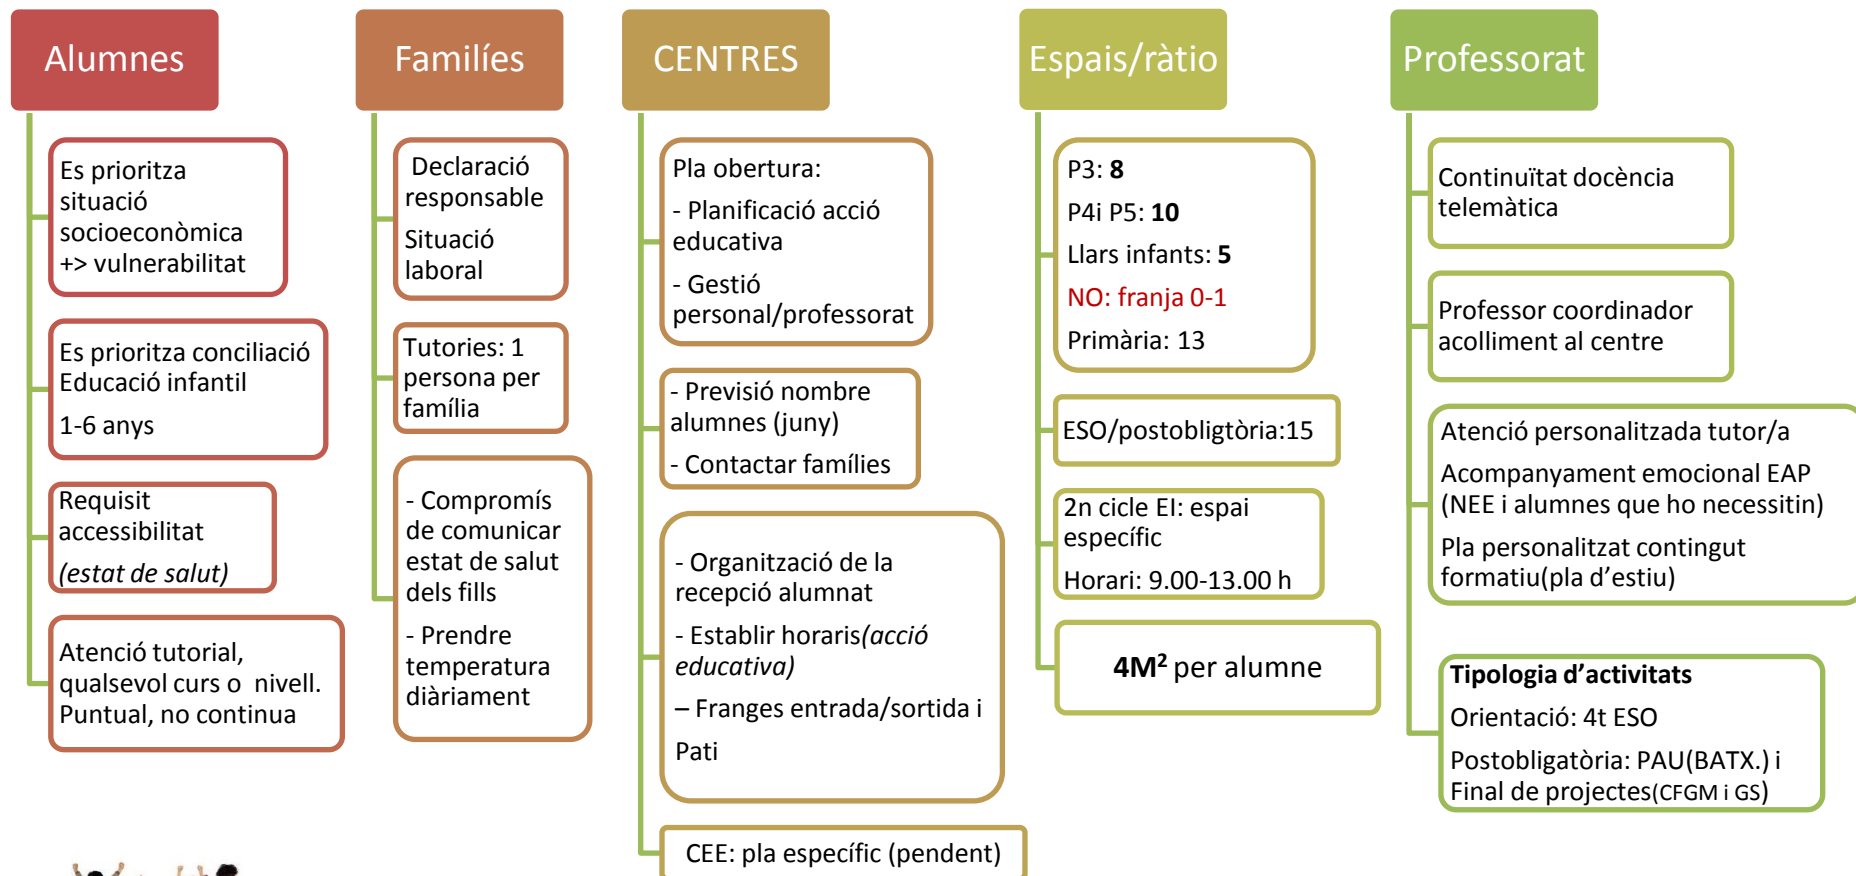 Alumnes
Es prioritza
situació
socioeconòmica
+> vulnerabilitat
Es prioritza conciliació
Educació infantil
1-6 anys
Requisit
accessibilitat
(estat de salut)
Atenció tutorial,
qualsevol curs o nivell.
Puntual, no continua
Famílíes
Declaració
responsable
Situació
laboral
Tutories: 1
persona per
família
- Compromís
de comunicar
estat de salut
dels fills
- Prendre
temperatura
diàriament
CENTRES
Pla obertura:
- Planificació acció
educativa
- Gestió
personal/professorat
- Previsió nombre
alumnes (juny)
- Contactar famílies
- Organització de la
recepció alumnat
- Establir horaris(acció
educativa)
– Franges entrada/sortida i
Pati
CEE: pla específic (pendent)
Espais/ràtio
P3: 8
P4i P5: 10
Llars infants: 5
NO: franja 0-1
Primària: 13
ESO/postobligtòria:15
2n cicle EI: espai
específic
Horari: 9.00-13.00 h
4M² per alumne
Professorat
Continuïtat docència
telemàtica
Professor coordinador
acolliment al centre
Atenció personalitzada tutor/a
Acompanyament emocional EAP
(NEE i alumnes que ho necessitin)
Pla personalitzat contingut
formatiu(pla d'estiu)
Tipologia d'activitats
Orientació: 4t ESO
Postobligatòria: PAU(BATX.) i
Final de projectes(CFGM i GS)